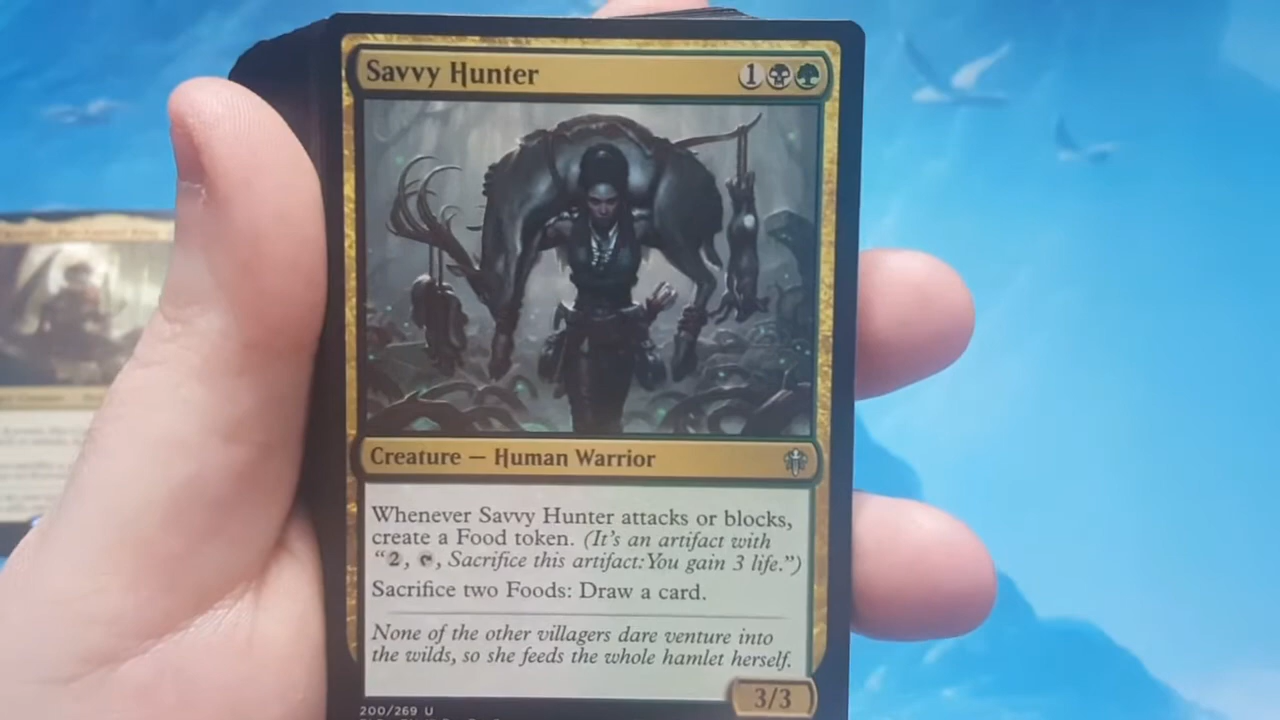 Savvy Hunter 1
Creature — Human Warrior
Whenever Savvy Hunter attacks or blocks,
create a Food token. (It's an artifact with
“2, , Sacrifice this artifact: You gain 3 life.”)
Sacrifice two Foods: Draw a card.
None of the other villagers dare venture into
the wilds, so she feeds the whole hamlet herself.
3/3
200/269 U